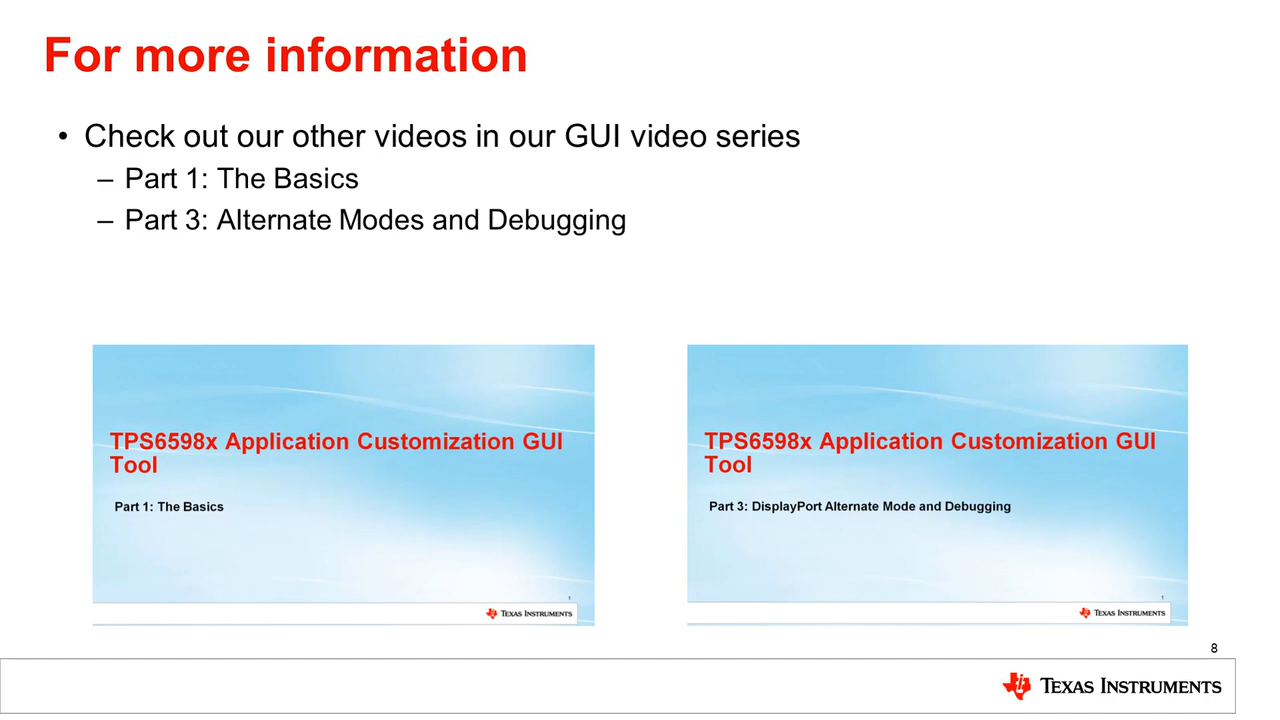 For more information
• Check out our other videos in our GUI video series
– Part 1: The Basics
– Part 3: Alternate Modes and Debugging
TPS6598x Application Customization GUI
Tool
Part 1: The Basics
1
TEXAS INSTRUMENTS
TPS6598x Application Customization GUI
Tool
Part 3: DisplayPort Alternate Mode and Debugging
1
TEXAS INSTRUMENTS
8
TEXAS INSTRUMENTS